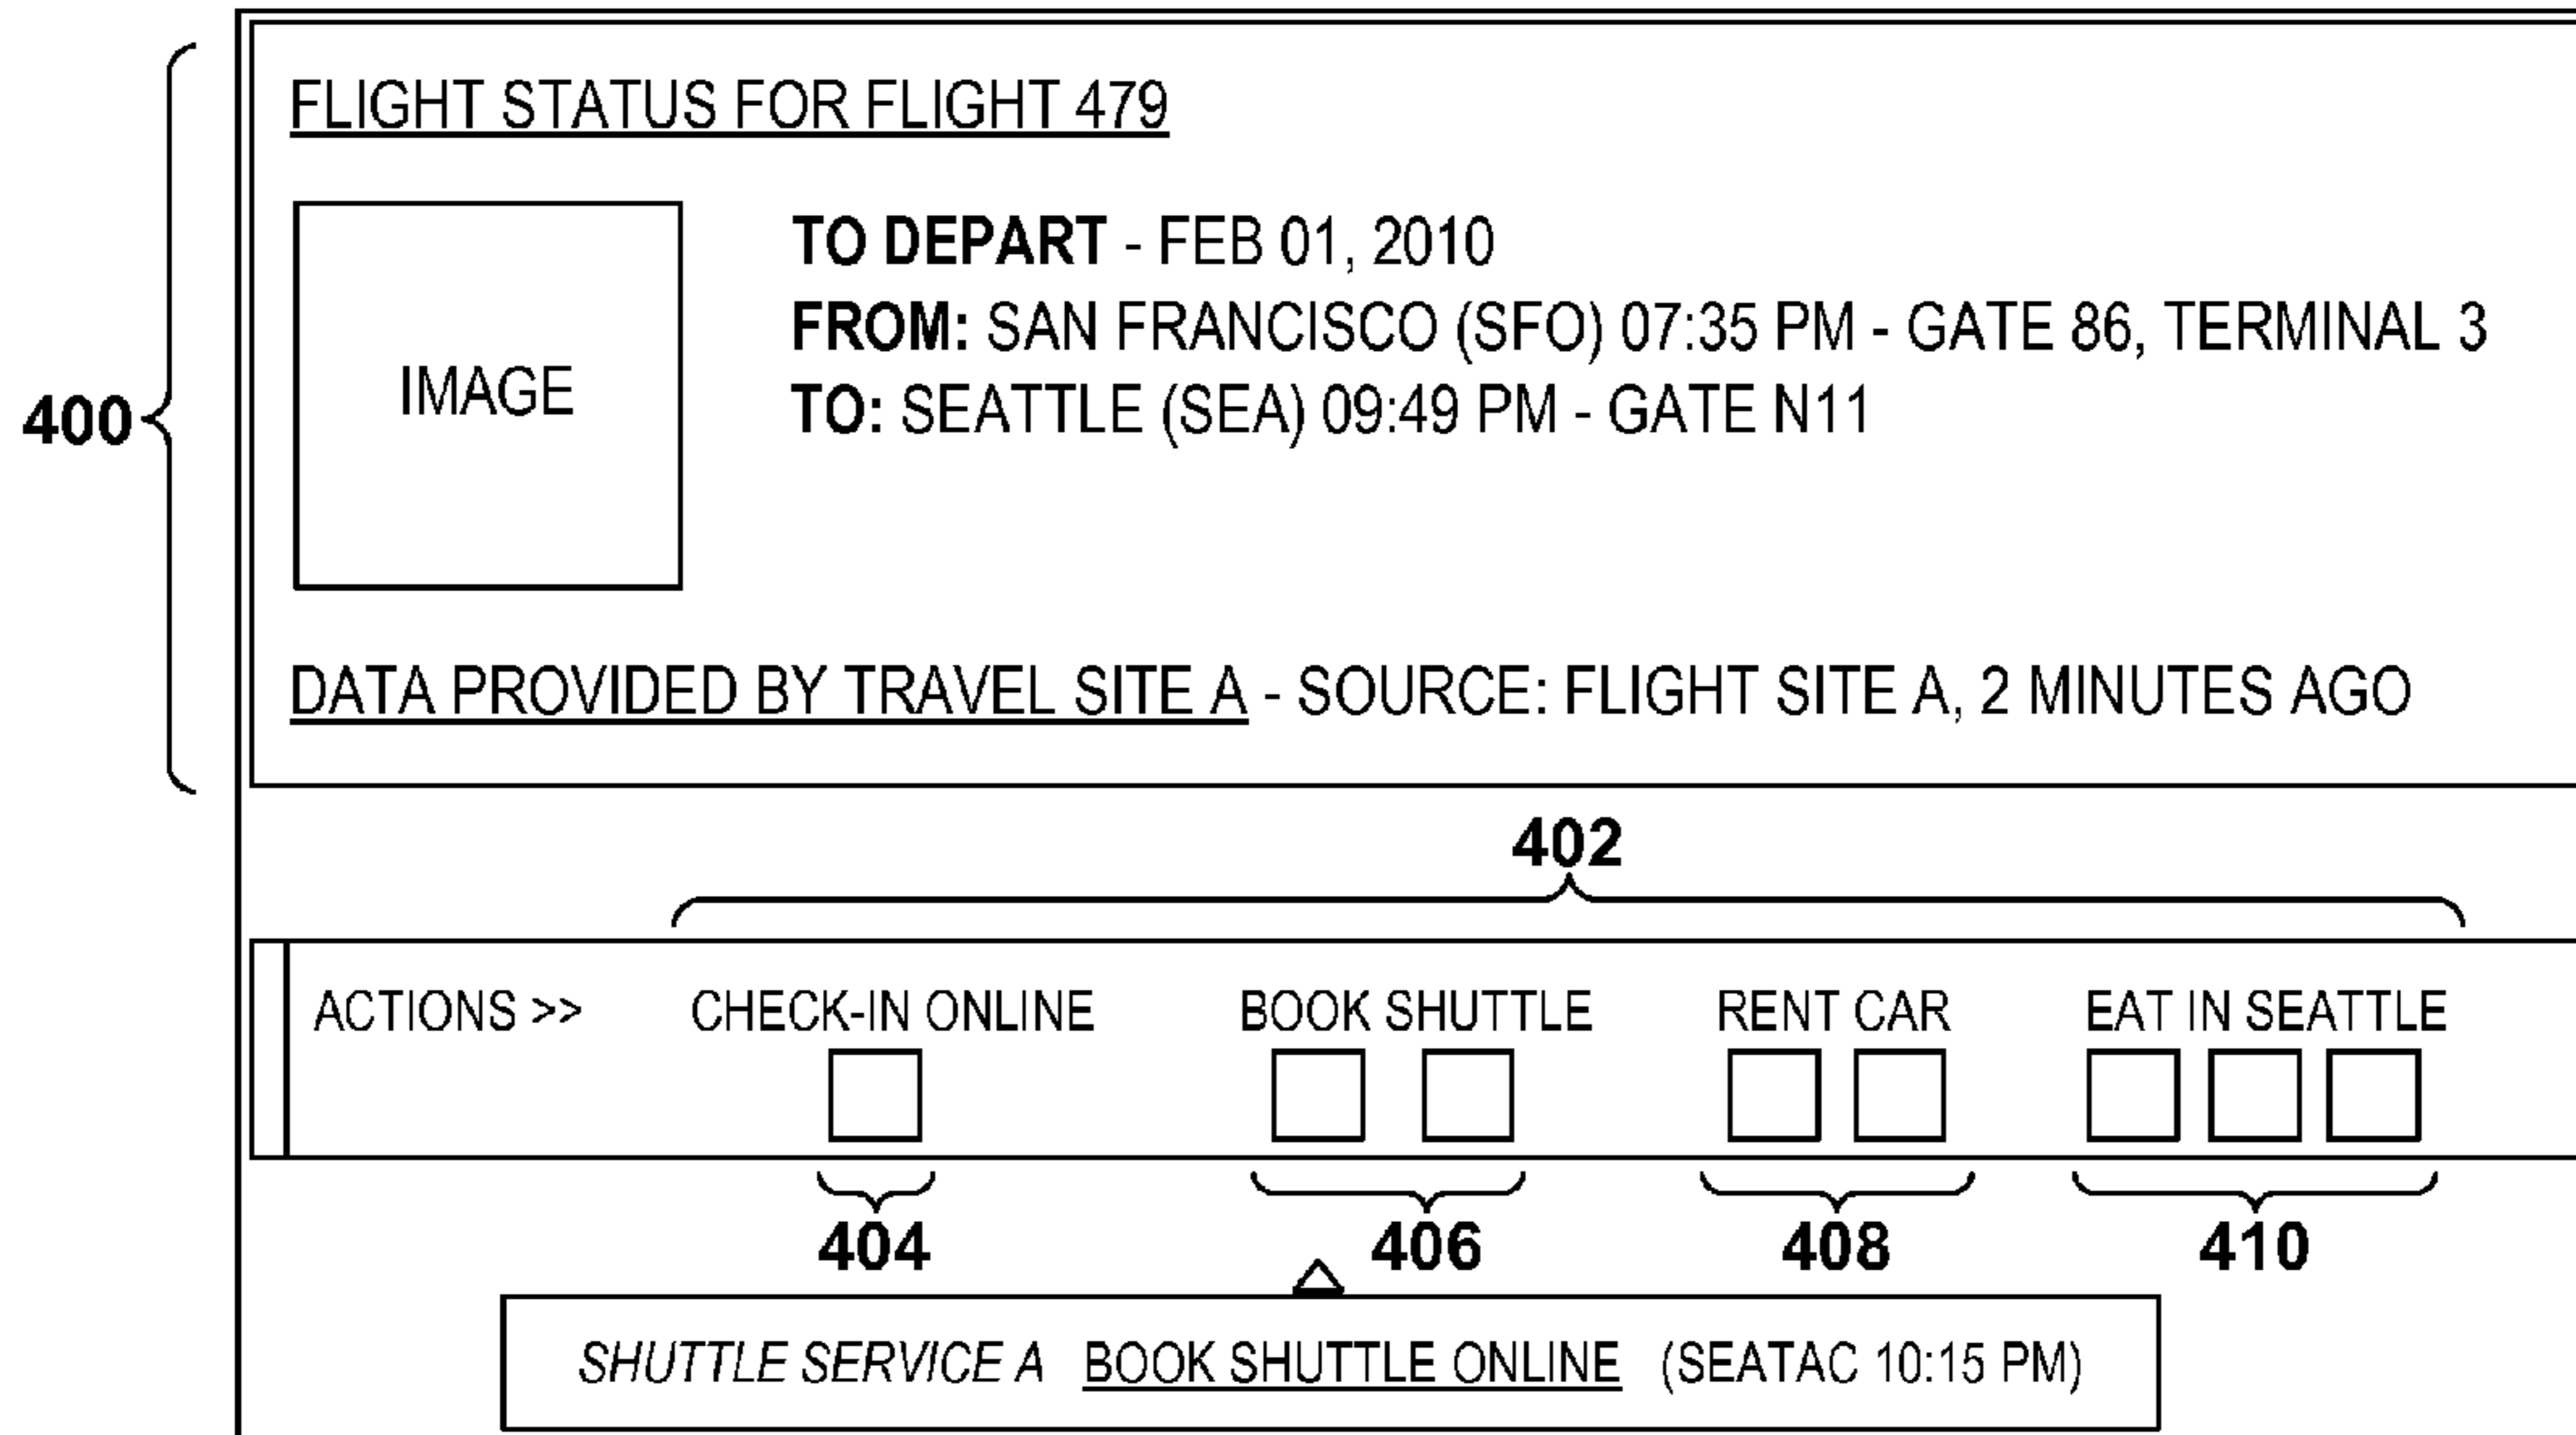 FLIGHT STATUS FOR FLIGHT 479
IMAGE
TO DEPART - FEB 01, 2010
FROM: SAN FRANCISCO (SFO) 07:35 PM - GATE 86, TERMINAL 3
TO: SEATTLE (SEA) 09:49 PM - GATE N11
400
DATA PROVIDED BY TRAVEL SITE A - SOURCE: FLIGHT SITE A, 2 MINUTES AGO
402
ACTIONS >> CHECK-IN ONLINE BOOK SHUTTLE RENT CAR EAT IN SEATTLE
404 406 408 410
SHUTTLE SERVICE A BOOK SHUTTLE ONLINE (SEATAC 10:15 PM)